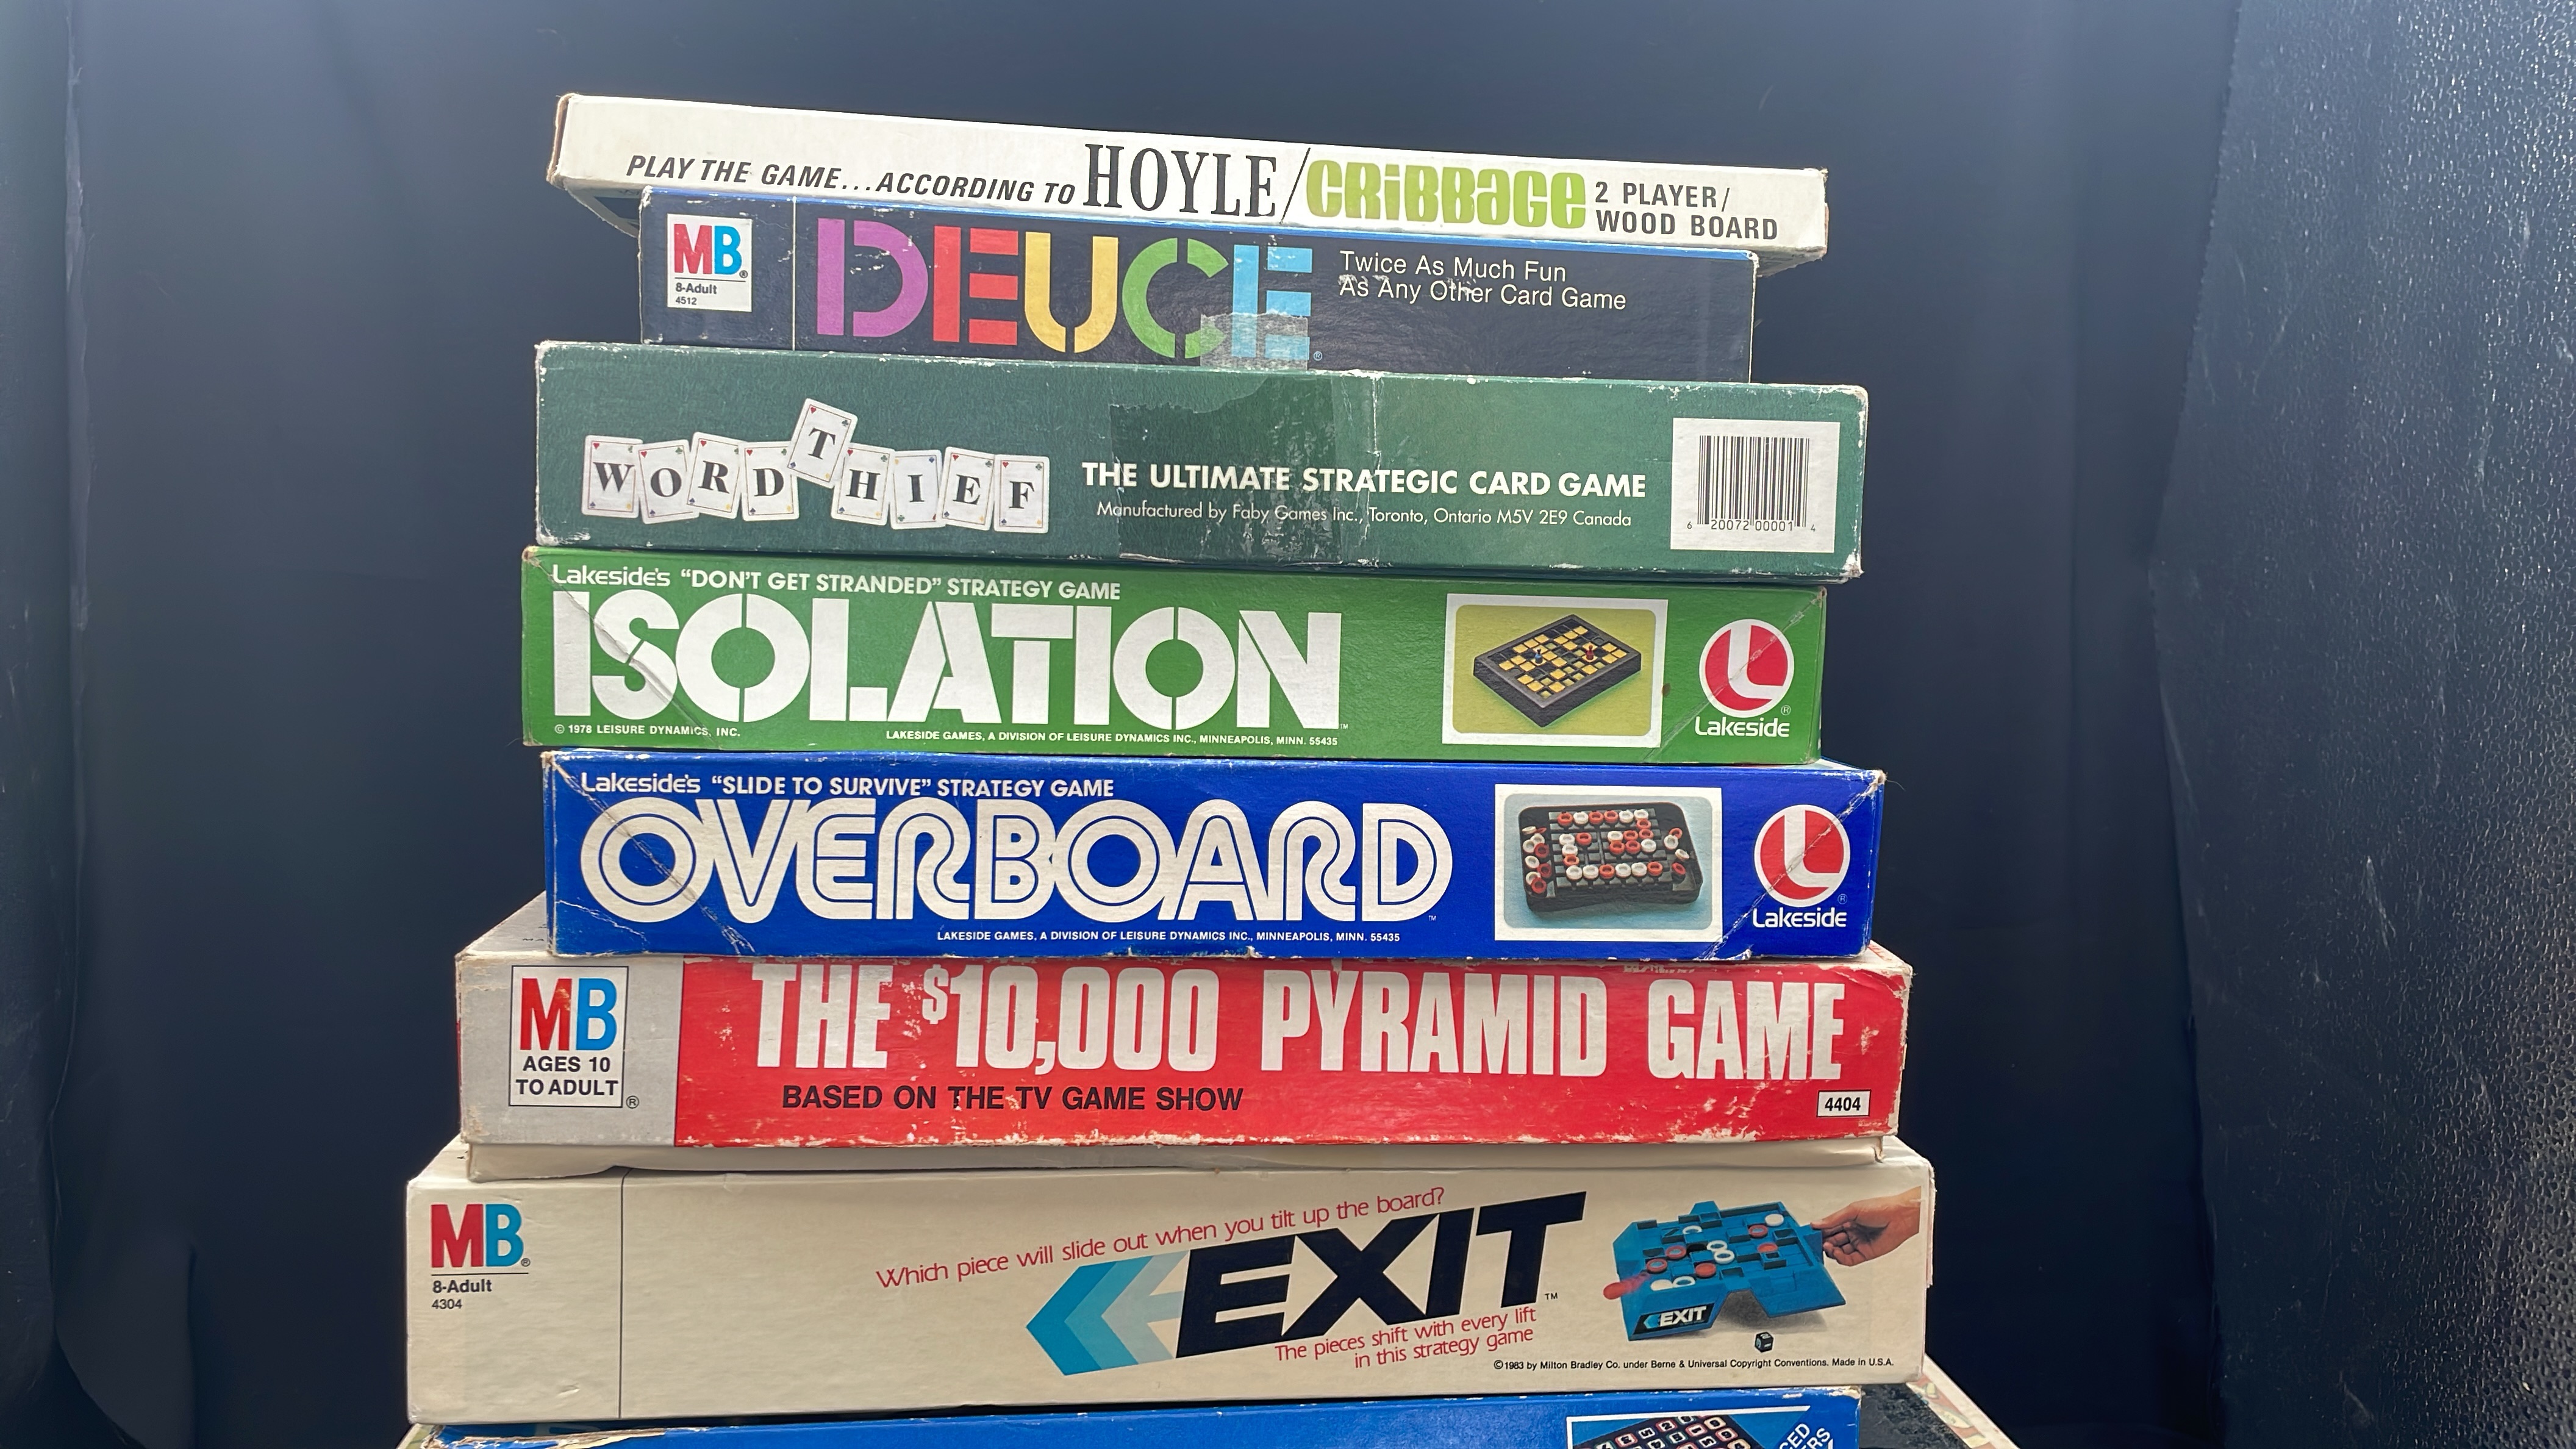 PLAY THE GAME...ACCORDING TO HOYLE/CRiBBaGe 2 PLAYER/
WOOD BOARD
MB®
8-Adult
4512
DEUCE®
Twice As Much Fun
As Any Other Card Game
WORD THIEF
THE ULTIMATE STRATEGIC CARD GAME
Manufactured by Faby Games Inc., Toronto, Ontario M5V 2E9 Canada
6 20072 00001 4
Lakeside's "DON'T GET STRANDED" STRATEGY GAME
ISOLATION™
© 1978 LEISURE DYNAMICS, INC.
LAKESIDE GAMES, A DIVISION OF LEISURE DYNAMICS INC., MINNEAPOLIS, MINN. 55435
L®
Lakeside
Lakeside's "SLIDE TO SURVIVE" STRATEGY GAME
OVERBOARD™
LAKESIDE GAMES, A DIVISION OF LEISURE DYNAMICS INC., MINNEAPOLIS, MINN. 55435
L®
Lakeside
MB
AGES 10
TO ADULT®
THE $10,000 PYRAMID GAME
BASED ON THE TV GAME SHOW
4404
MB®
8-Adult
4304
Which piece will slide out when you tilt up the board?
EXIT™
The pieces shift with every lift
in this strategy game
EXIT
©1983 by Milton Bradley Co. under Berne & Universal Copyright Conventions. Made in U.S.A.